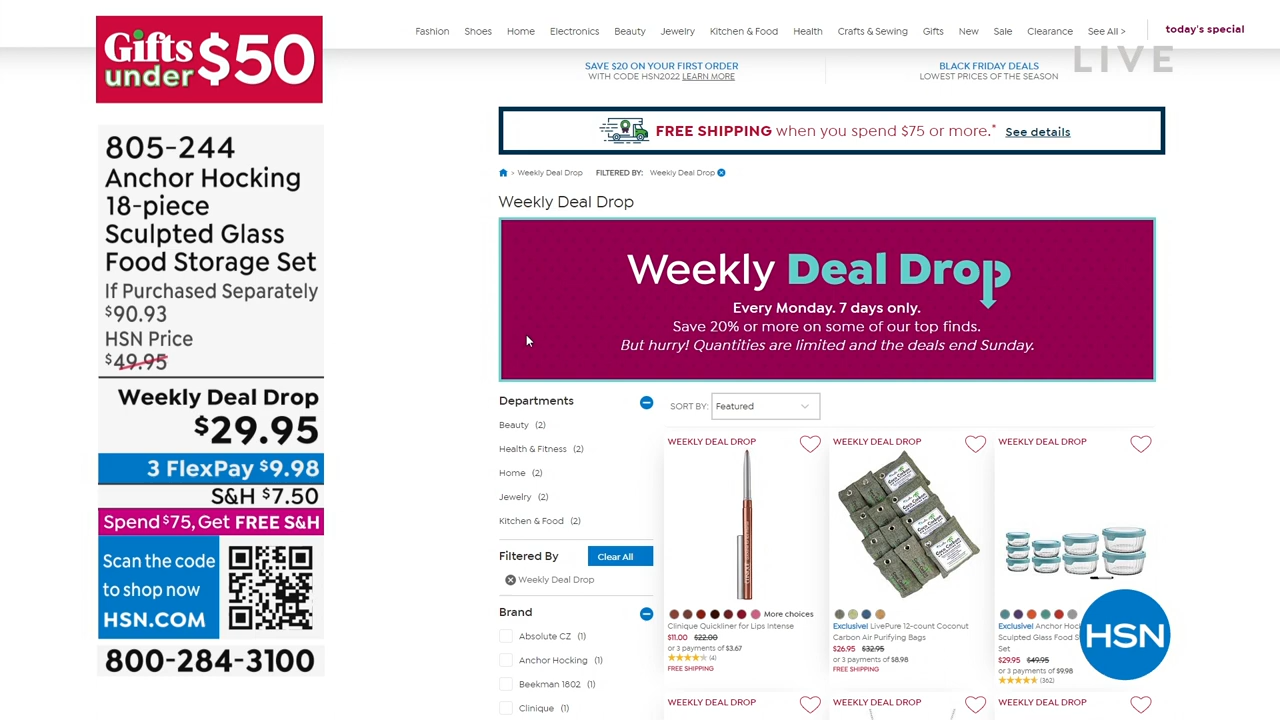 Gifts
under $50
805-244
Anchor Hocking
18-piece
Sculpted Glass
Food Storage Set
If Purchased Separately
$90.93
HSN Price
$49.95
Weekly Deal Drop
$29.95
3 FlexPay $9.98
S&H $7.50
Spend $75, Get FREE S&H
Scan the code
to shop now
HSN.COM
800-284-3100
Fashion Shoes Home Electronics Beauty Jewelry Kitchen & Food Health Crafts & Sewing Gifts New Sale Clearance See All > today's special
LIVE
SAVE $20 ON YOUR FIRST ORDER
WITH CODE HSN2022 LEARN MORE
BLACK FRIDAY DEALS
LOWEST PRICES OF THE SEASON
FREE SHIPPING when you spend $75 or more.* See details
> Weekly Deal Drop FILTERED BY: Weekly Deal Drop
Weekly Deal Drop
Weekly Deal Drop
Every Monday. 7 days only.
Save 20% or more on some of our top finds.
But hurry! Quantities are limited and the deals end Sunday.
Departments
Beauty (2)
Health & Fitness (2)
Home (2)
Jewelry (2)
Kitchen & Food (2)
Filtered By Clear All
Weekly Deal Drop
Brand
Absolute CZ (1)
Anchor Hocking (1)
Beekman 1802 (1)
Clinique (1)
SORT BY: Featured
WEEKLY DEAL DROP
More choices
Clinique Quickliner for Lips Intense
$11.00 $22.00
or 3 payments of $3.67
(4)
FREE SHIPPING
WEEKLY DEAL DROP
Exclusive! LivePure 12-count Coconut
Carbon Air Purifying Bags
$26.95 $32.95
or 3 payments of $8.98
FREE SHIPPING
WEEKLY DEAL DROP
Exclusive! Anchor
Sculpted Glass Food
Set
$29.95 $49.95
or 3 payments of $9.98
(362)
HSN
WEEKLY DEAL DROP
WEEKLY DEAL DROP
WEEKLY DEAL DROP